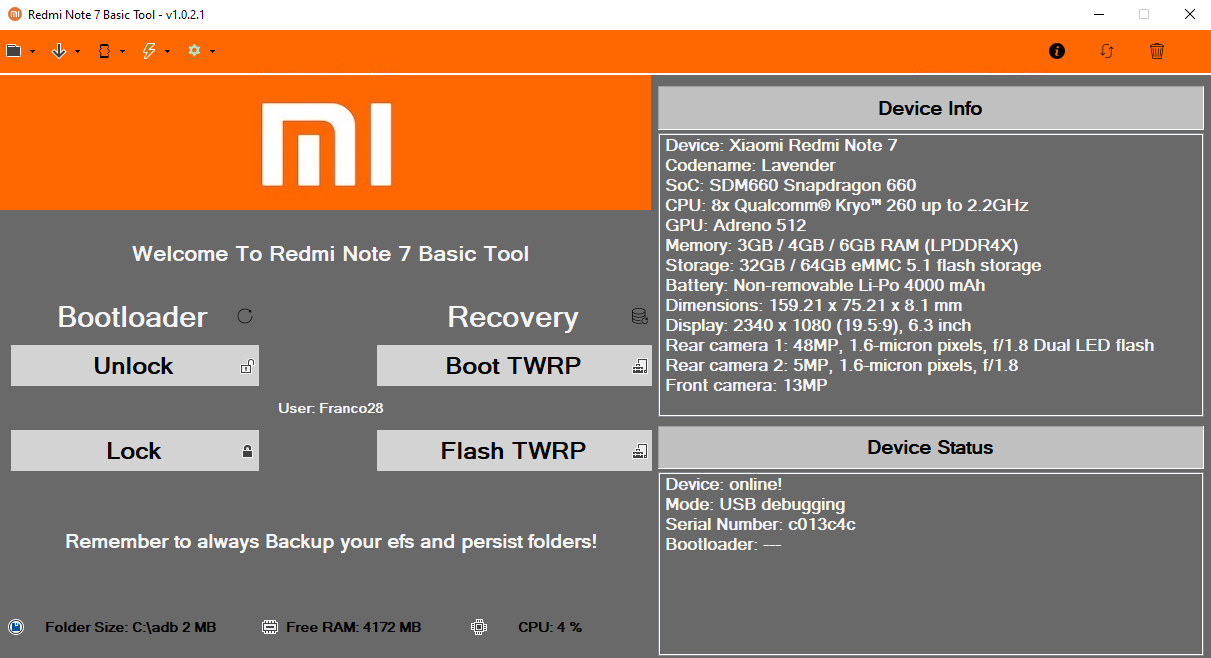 Redmi Note 7 Basic Tool - v1.0.2.1
mi
Welcome To Redmi Note 7 Basic Tool
Bootloader
Recovery
Unlock
Boot TWRP
User: Franco28
Lock
Flash TWRP
Remember to always Backup your efs and persist folders!
Folder Size: C:\adb 2 MB
Free RAM: 4172 MB
CPU: 4 %
Device Info
Device: Xiaomi Redmi Note 7
Codename: Lavender
SoC: SDM660 Snapdragon 660
CPU: 8x Qualcomm® Kryo™ 260 up to 2.2GHz
GPU: Adreno 512
Memory: 3GB / 4GB / 6GB RAM (LPDDR4X)
Storage: 32GB / 64GB eMMC 5.1 flash storage
Battery: Non-removable Li-Po 4000 mAh
Dimensions: 159.21 x 75.21 x 8.1 mm
Display: 2340 x 1080 (19.5:9), 6.3 inch
Rear camera 1: 48MP, 1.6-micron pixels, f/1.8 Dual LED flash
Rear camera 2: 5MP, 1.6-micron pixels, f/1.8
Front camera: 13MP
Device Status
Device: online!
Mode: USB debugging
Serial Number: c013c4c
Bootloader: ---